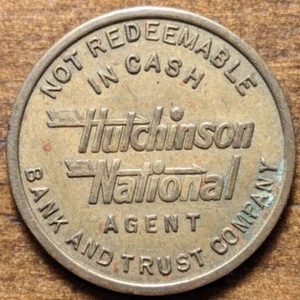 NOT REDEEMABLE
IN CASH
Hutchinson
National
AGENT
BANK AND TRUST COMPANY